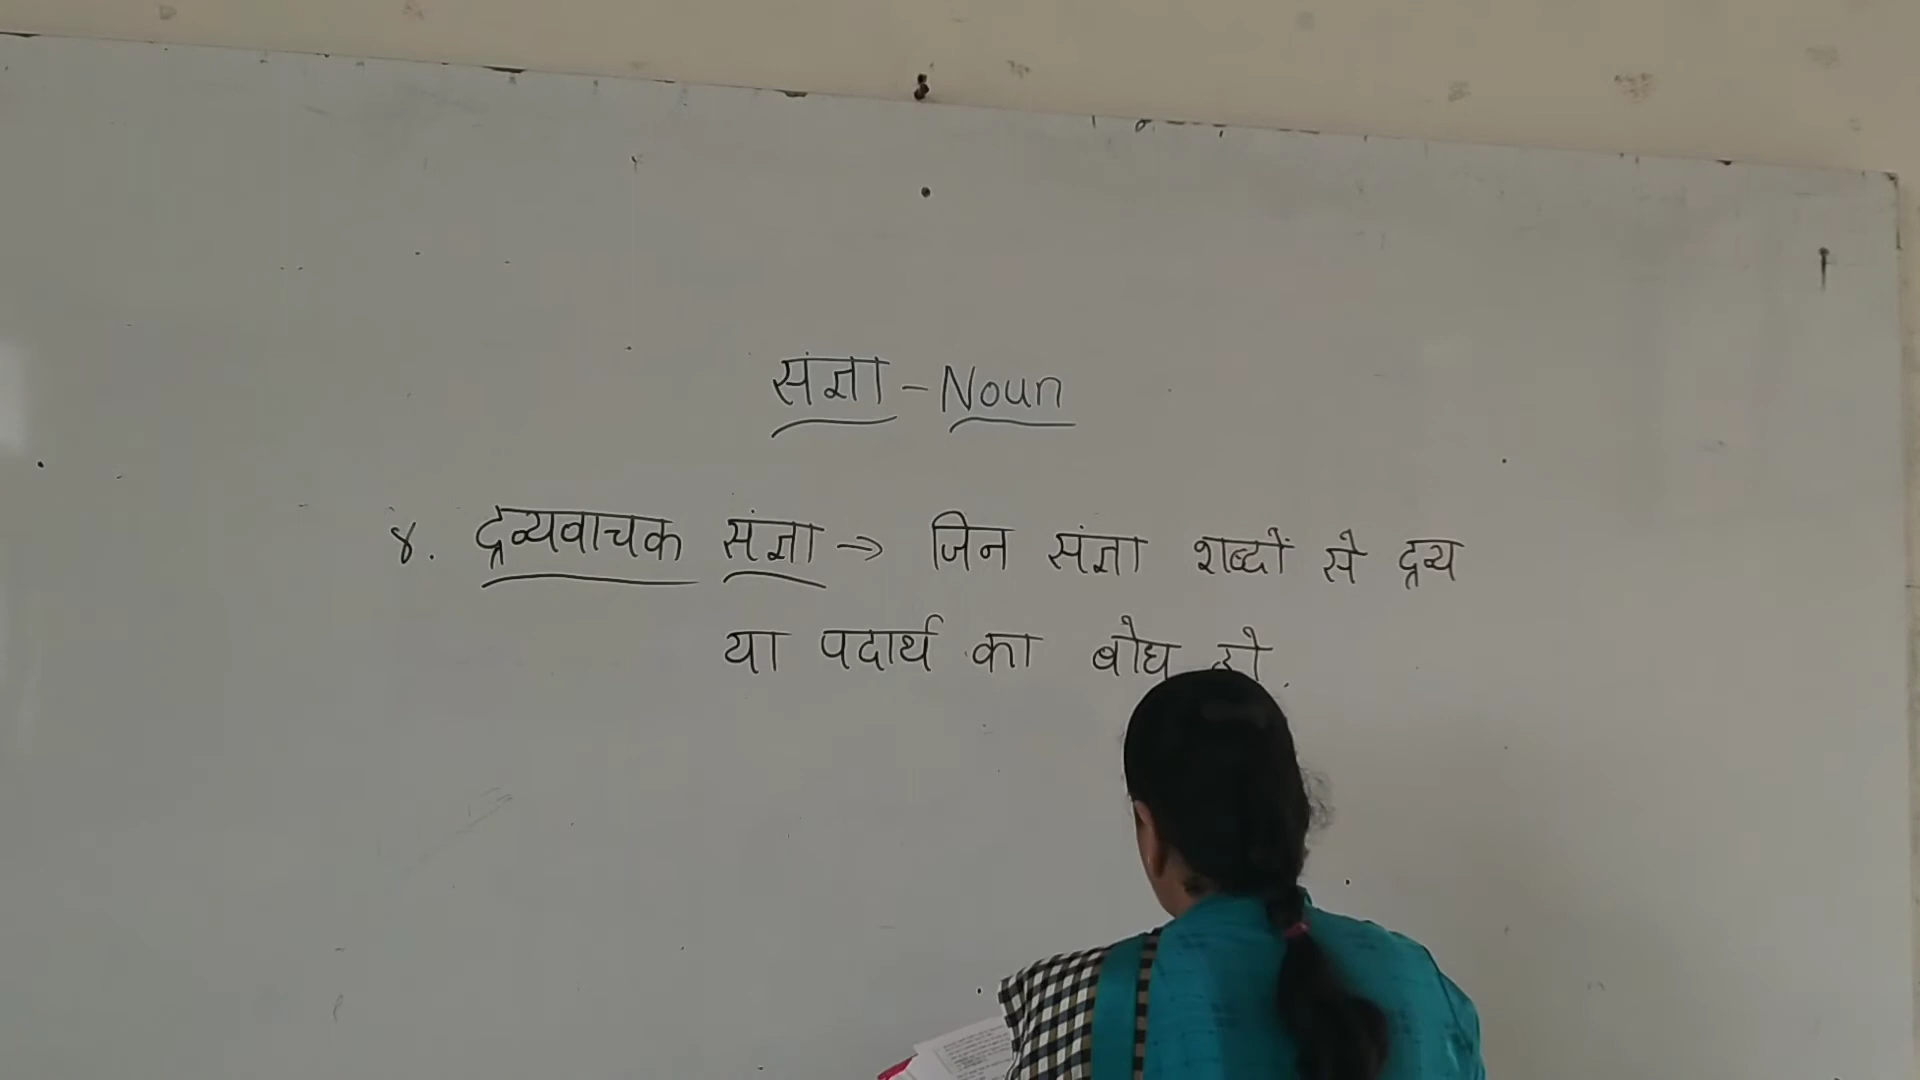 संज्ञा - Noun
४. द्रव्यवाचक संज्ञा → जिन संज्ञा शब्दों से द्रव्य
या पदार्थ का बोध हो.